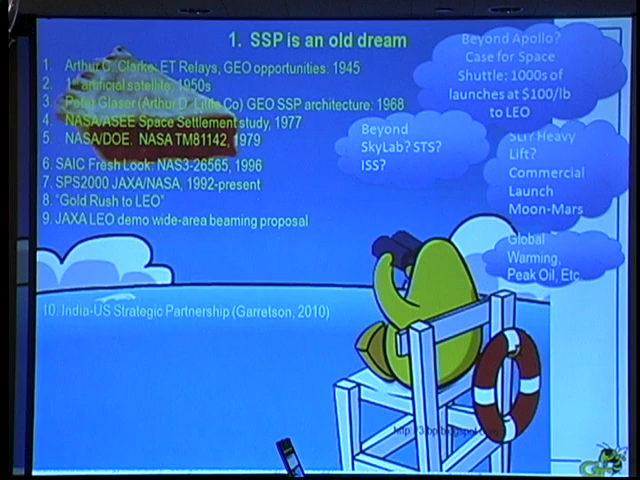 1. SSP is an old dream
1. Arthur C. Clarke: ET Relays, GEO opportunities: 1945
2. 1st artificial satellite: 1950s
3. Peter Glaser (Arthur D. Little Co) GEO SSP architecture: 1968
4. NASA/ASEE Space Settlement study, 1977
5. NASA/DOE. NASA TM81142, 1979
6. SAIC Fresh Look: NAS3-26565, 1996
7. SPS2000 JAXA/NASA, 1992-present
8. "Gold Rush to LEO"
9. JAXA LEO demo wide-area beaming proposal
10. India-US Strategic Partnership (Garretson, 2010)
Beyond Apollo?
Case for Space
Shuttle: 1000s of
launches at $100/lb
to LEO
Beyond
SkyLab? STS?
ISS?
SLI? Heavy
Lift?
Commercial
Launch
Moon-Mars
Global
Warming,
Peak Oil, Etc